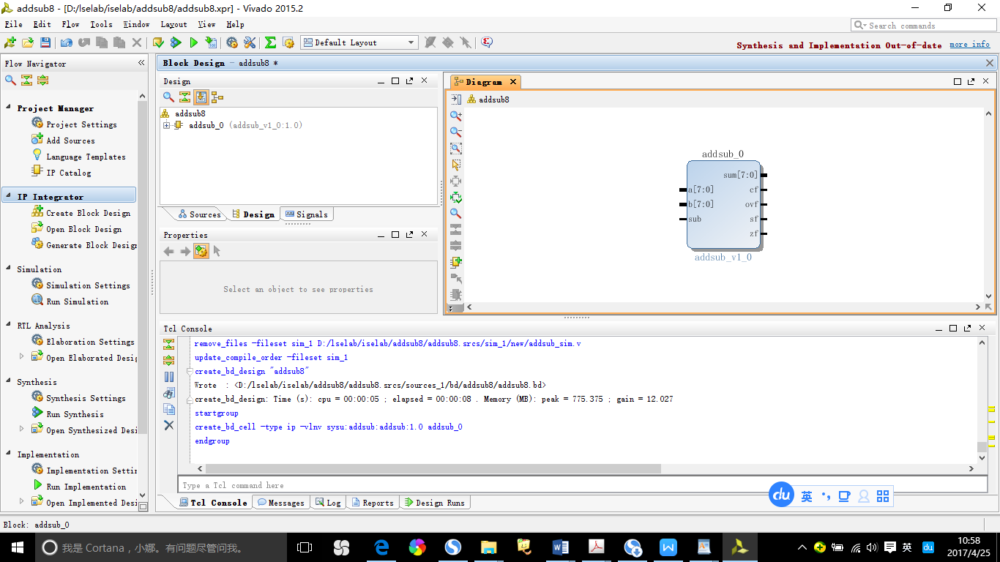 addsub8 - [D:/lselab/iselab/addsub8/addsub8.xpr] - Vivado 2015.2
File Edit Flow Tools Window Layout View Help
Search commands
Default Layout
Synthesis and Implementation Out-of-date more info
Flow Navigator
Project Manager
Project Settings
Add Sources
Language Templates
IP Catalog
IP Integrator
Create Block Design
Open Block Design
Generate Block Design
Simulation
Simulation Settings
Run Simulation
RTL Analysis
Elaboration Settings
Open Elaborated Desig
Synthesis
Synthesis Settings
Run Synthesis
Open Synthesized Desi
Implementation
Implementation Settin
Run Implementation
Open Implemented Desi
Block Design - addsub8 *
Design
addsub8
addsub_0 (addsub_v1_0:1.0)
Sources Design Signals
Properties
Select an object to see properties
Diagram
addsub8
addsub_0
sum[7:0]
a[7:0] cf
b[7:0] ovf
sub sf
zf
addsub_v1_0
Tcl Console
remove_files -fileset sim_1 D:/lselab/iselab/addsub8/addsub8.srcs/sim_1/new/addsub_sim.v
update_compile_order -fileset sim_1
create_bd_design "addsub8"
Wrote : <D:/lselab/iselab/addsub8/addsub8.srcs/sources_1/bd/addsub8/addsub8.bd>
create_bd_design: Time (s): cpu = 00:00:05 ; elapsed = 00:00:08 . Memory (MB): peak = 775.375 ; gain = 12.027
startgroup
create_bd_cell -type ip -vlnv sysu:addsub:addsub:1.0 addsub_0
endgroup
Type a Tcl command here
Tcl Console Messages Log Reports Design Runs
du 英
Block: addsub_0
我是 Cortana，小娜。有问题尽管问我。
英 du
10:58
2017/4/25